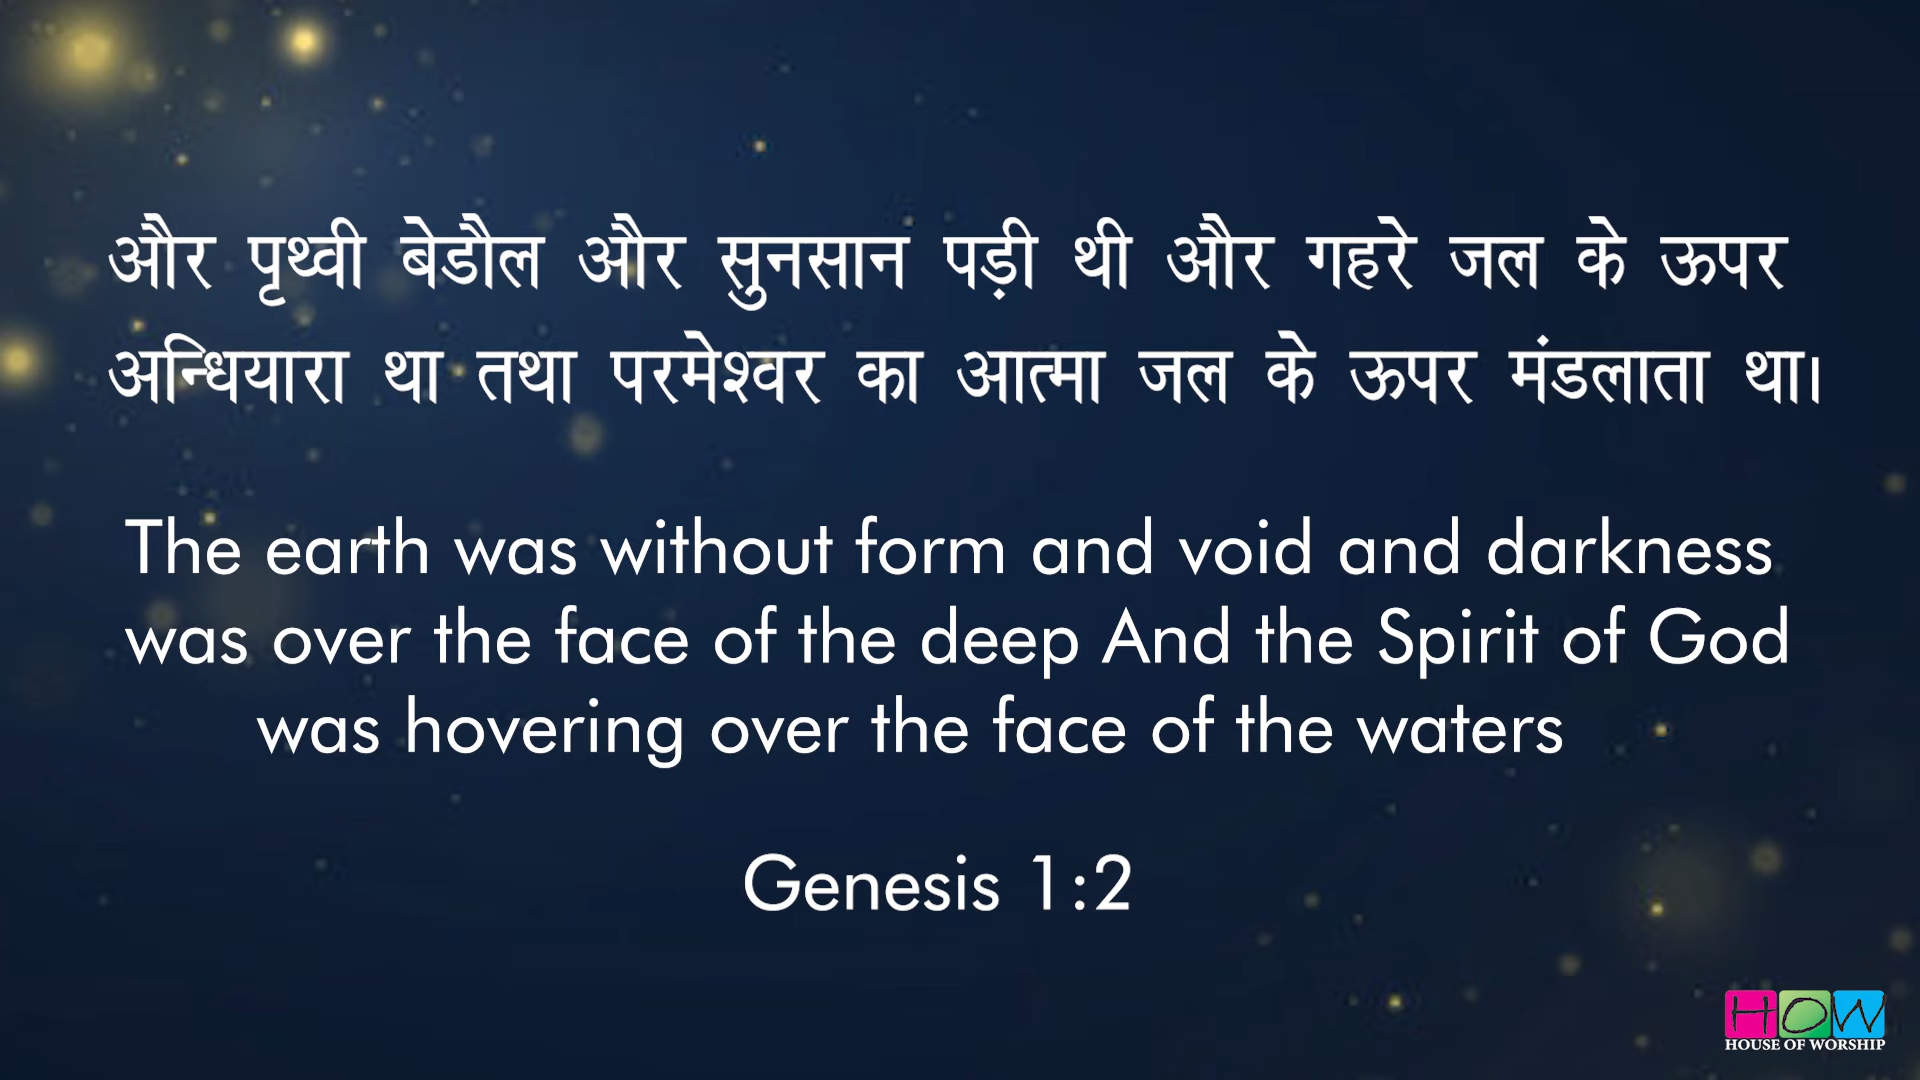 और पृथ्वी बेडौल और सुनसान पड़ी थी और गहरे जल के ऊपर
अन्धियारा था तथा परमेश्वर का आत्मा जल के ऊपर मंडलाता था।
The earth was without form and void and darkness
was over the face of the deep And the Spirit of God
was hovering over the face of the waters
Genesis 1:2
HOW
HOUSE OF WORSHIP